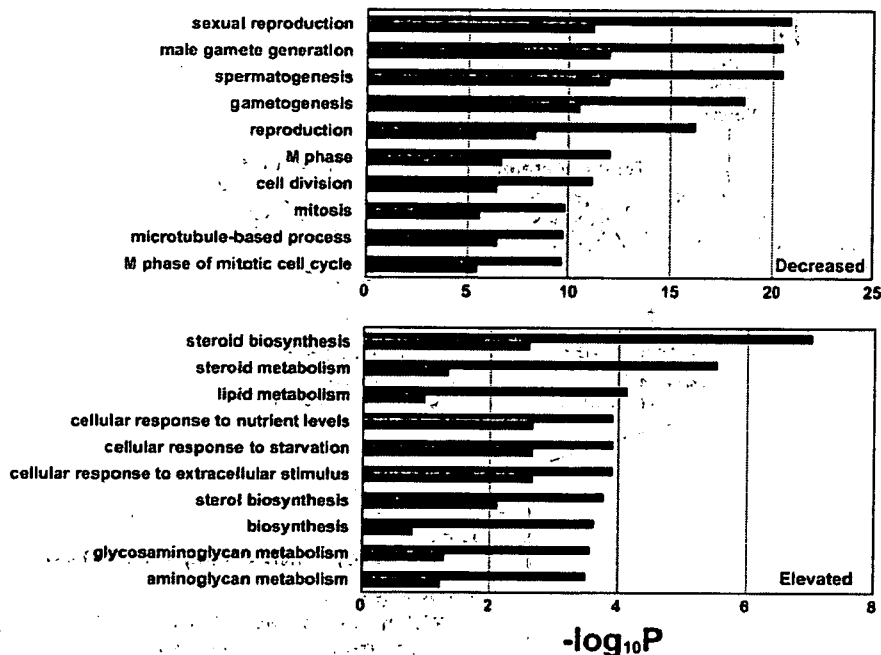 sexual reproduction
male gamete generation
spermatogenesis
gametogenesis
reproduction
M phase
cell division
mitosis
microtubule-based process
M phase of mitotic cell cycle
Decreased
0 5 10 15 20 25
steroid biosynthesis
steroid metabolism
lipid metabolism
cellular response to nutrient levels
cellular response to starvation
cellular response to extracellular stimulus
sterol biosynthesis
biosynthesis
glycosaminoglycan metabolism
aminoglycan metabolism
Elevated
0 2 4 6 8
-log₁₀P